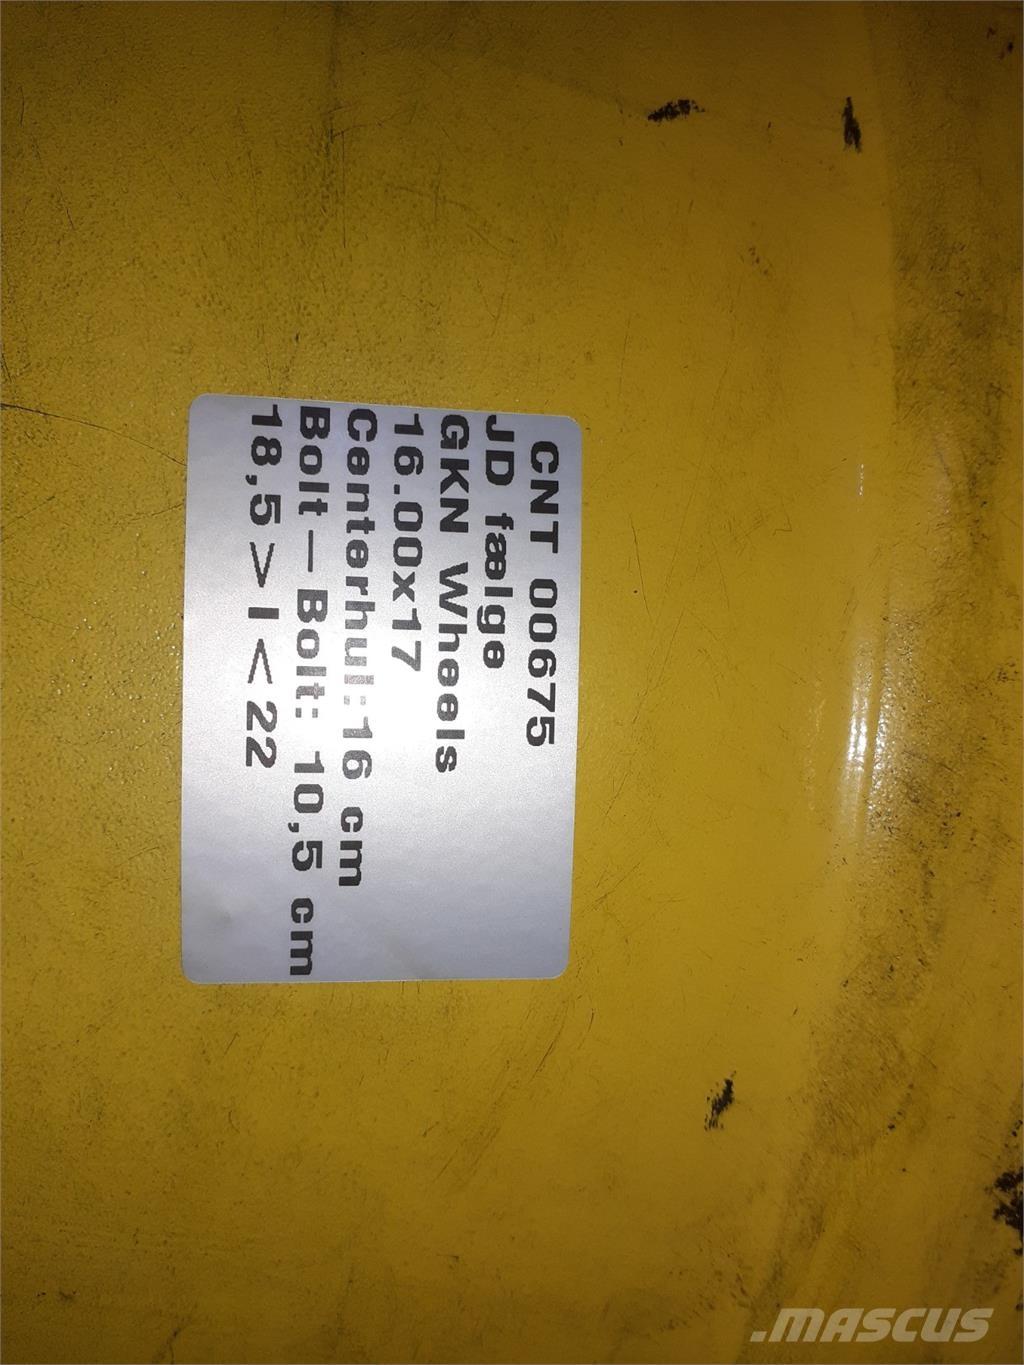 CNT 00675
JD fælge
GKN Wheels
16.00x17
Centerhul:16 cm
Bolt – Bolt: 10,5 cm
18,5 > I < 22
.MASCUS